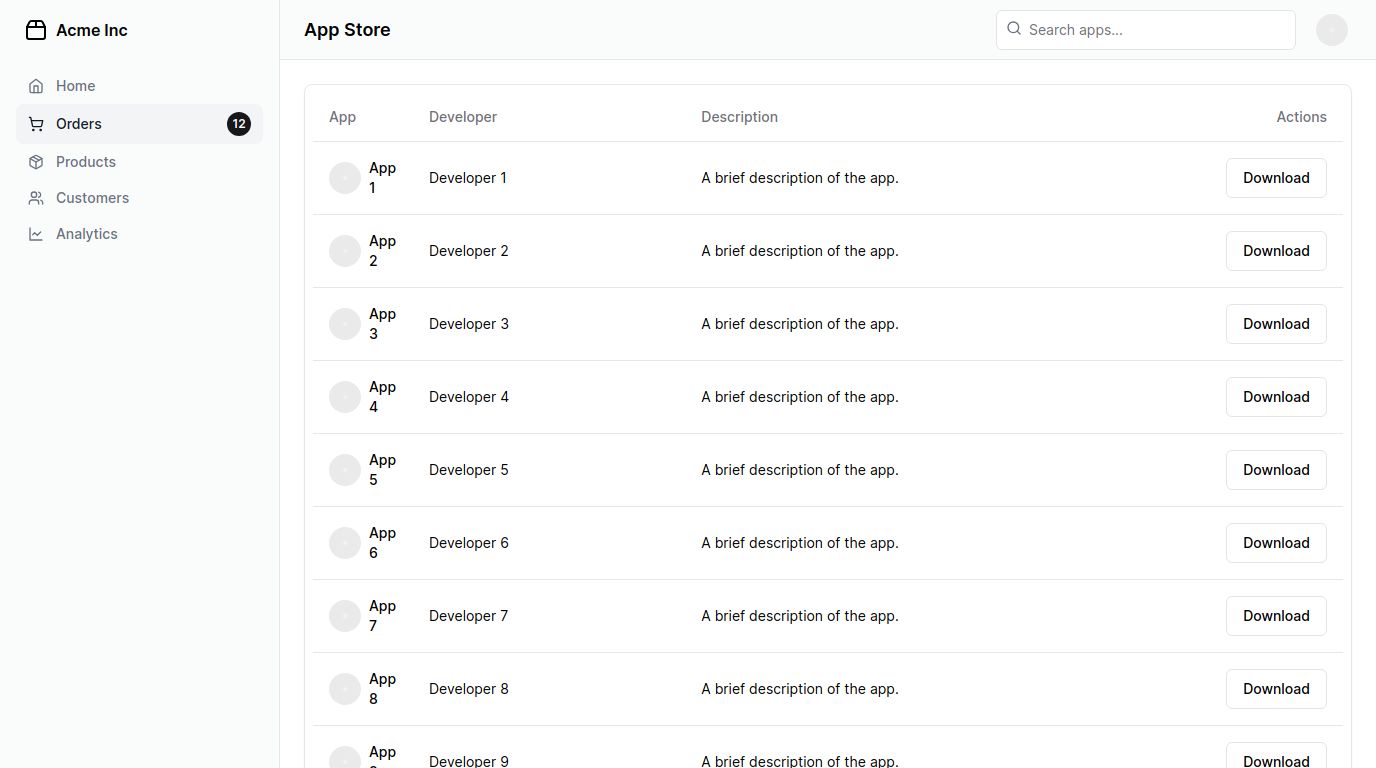 Acme Inc
Home
Orders 12
Products
Customers
Analytics
App Store
Search apps...
App Developer Description Actions
App
1
Developer 1 A brief description of the app. Download
App
2
Developer 2 A brief description of the app. Download
App
3
Developer 3 A brief description of the app. Download
App
4
Developer 4 A brief description of the app. Download
App
5
Developer 5 A brief description of the app. Download
App
6
Developer 6 A brief description of the app. Download
App
7
Developer 7 A brief description of the app. Download
App
8
Developer 8 A brief description of the app. Download
App
Developer 9 A brief description of the app. Download